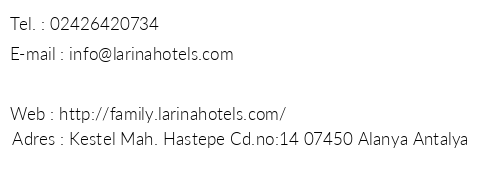 Tel. : 02426420734
E-mail : info@larinahotels.com
Web : http://family.larinahotels.com/
Adres : Kestel Mah. Hastepe Cd.no:14 07450 Alanya Antalya